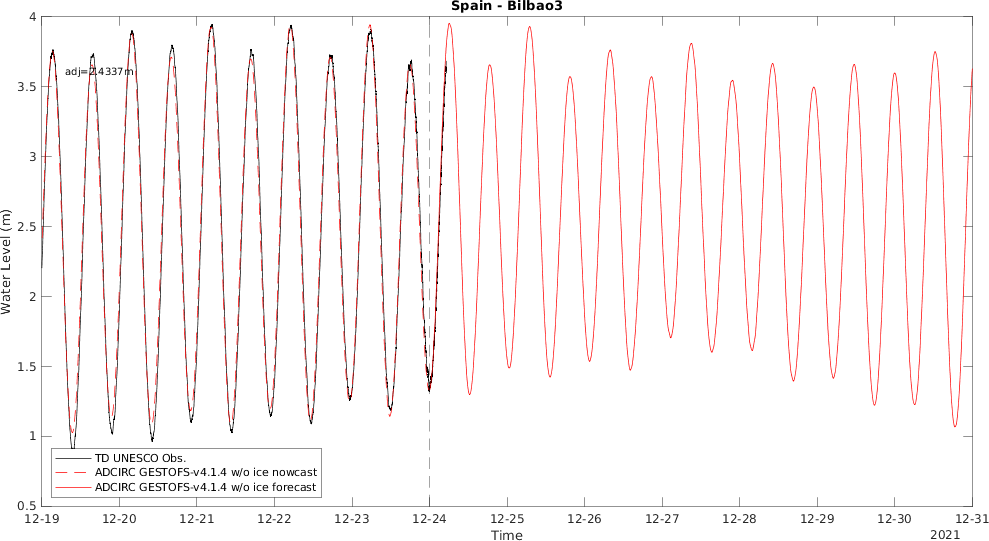 Spain - Bilbao3
4
adj=2.4337m
3.5
3
2.5
2
1.5
1
0.5
Water Level (m)
TD UNESCO Obs.
ADCIRC GESTOFS-v4.1.4 w/o ice nowcast
ADCIRC GESTOFS-v4.1.4 w/o ice forecast
12-19 12-20 12-21 12-22 12-23 12-24 12-25 12-26 12-27 12-28 12-29 12-30 12-31
Time
2021